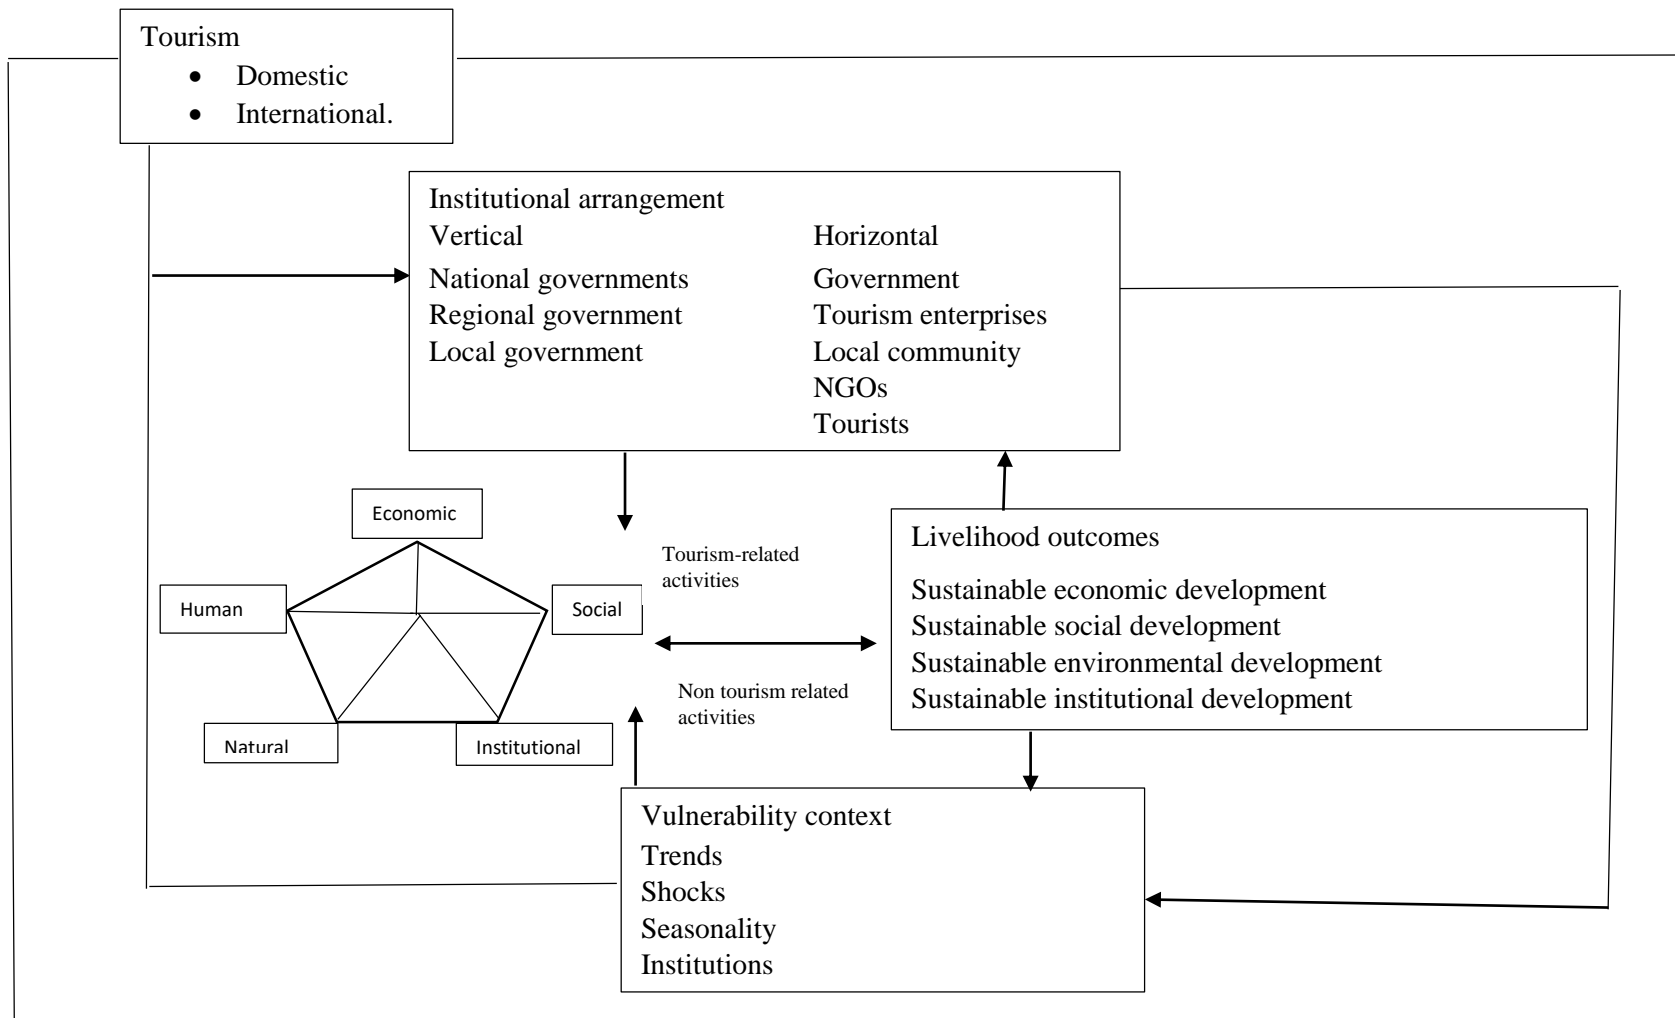 Tourism
• Domestic
• International.
Institutional arrangement
Vertical Horizontal
National governments Government
Regional government Tourism enterprises
Local government Local community
NGOs
Tourists
Economic
Human
Social
Natural
Institutional
Tourism-related
activities
Non tourism related
activities
Livelihood outcomes
Sustainable economic development
Sustainable social development
Sustainable environmental development
Sustainable institutional development
Vulnerability context
Trends
Shocks
Seasonality
Institutions